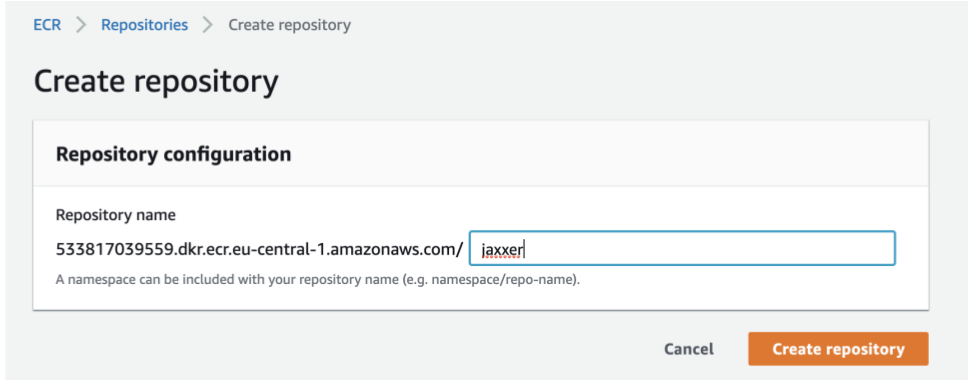 ECR > Repositories > Create repository
Create repository
Repository configuration
Repository name
533817039559.dkr.ecr.eu-central-1.amazonaws.com/ jaxxer
A namespace can be included with your repository name (e.g. namespace/repo-name).
Cancel Create repository